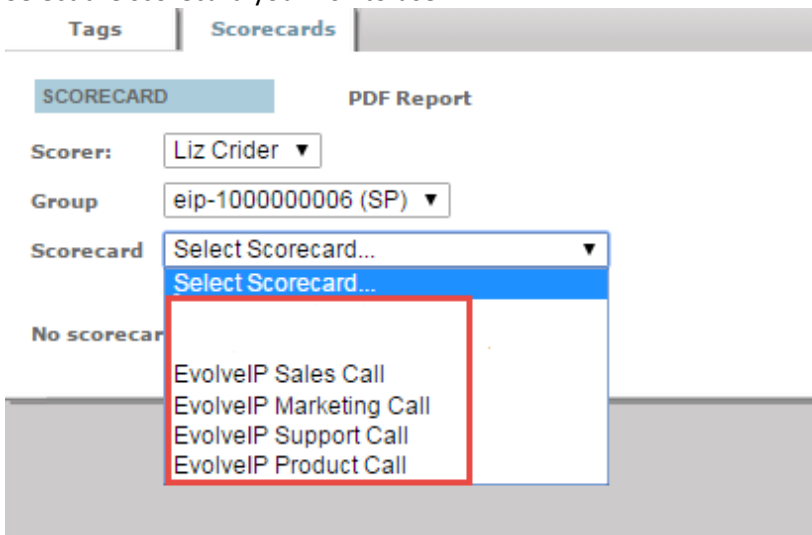 Tags Scorecards
SCORECARD PDF Report
Scorer: Liz Crider
Group eip-1000000006 (SP)
Scorecard Select Scorecard...
Select Scorecard...
No scorecar
EvolveIP Sales Call
EvolveIP Marketing Call
EvolveIP Support Call
EvolveIP Product Call